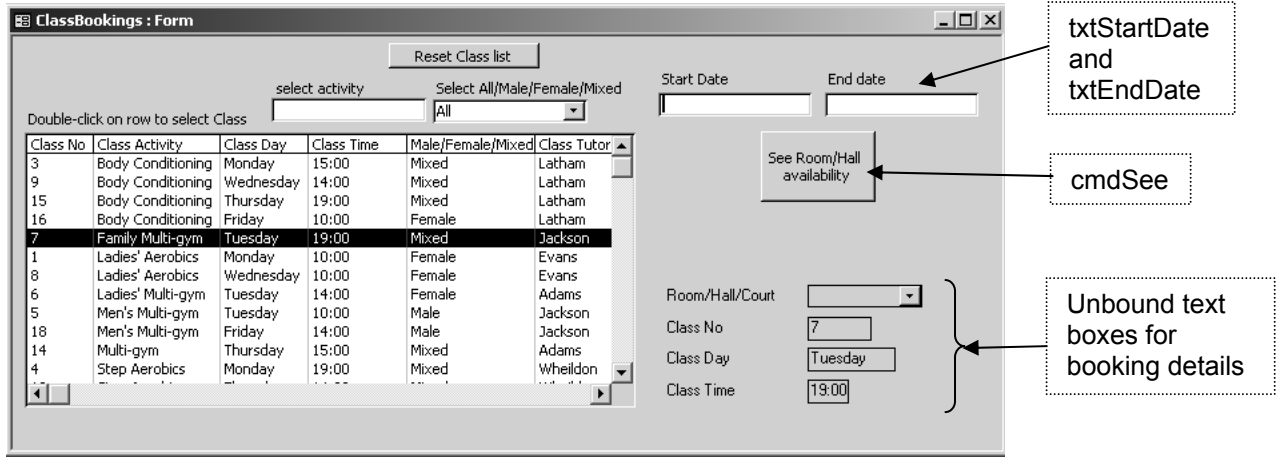 ClassBookings : Form
Reset Class list
select activity
Select All/Male/Female/Mixed
Start Date
End date
All
Double-click on row to select Class
Class No Class Activity Class Day Class Time Male/Female/Mixed Class Tutor
3 Body Conditioning Monday 15:00 Mixed Latham
9 Body Conditioning Wednesday 14:00 Mixed Latham
15 Body Conditioning Thursday 19:00 Mixed Latham
16 Body Conditioning Friday 10:00 Female Latham
7 Family Multi-gym Tuesday 19:00 Mixed Jackson
1 Ladies' Aerobics Monday 10:00 Female Evans
8 Ladies' Aerobics Wednesday 10:00 Female Evans
6 Ladies' Multi-gym Tuesday 14:00 Female Adams
5 Men's Multi-gym Tuesday 10:00 Male Jackson
18 Men's Multi-gym Friday 14:00 Male Jackson
14 Multi-gym Thursday 15:00 Mixed Adams
4 Step Aerobics Monday 19:00 Mixed Wheildon
See Room/Hall
availability
Room/Hall/Court
Class No 7
Class Day Tuesday
Class Time 19:00
txtStartDate
and
txtEndDate
cmdSee
Unbound text
boxes for
booking details